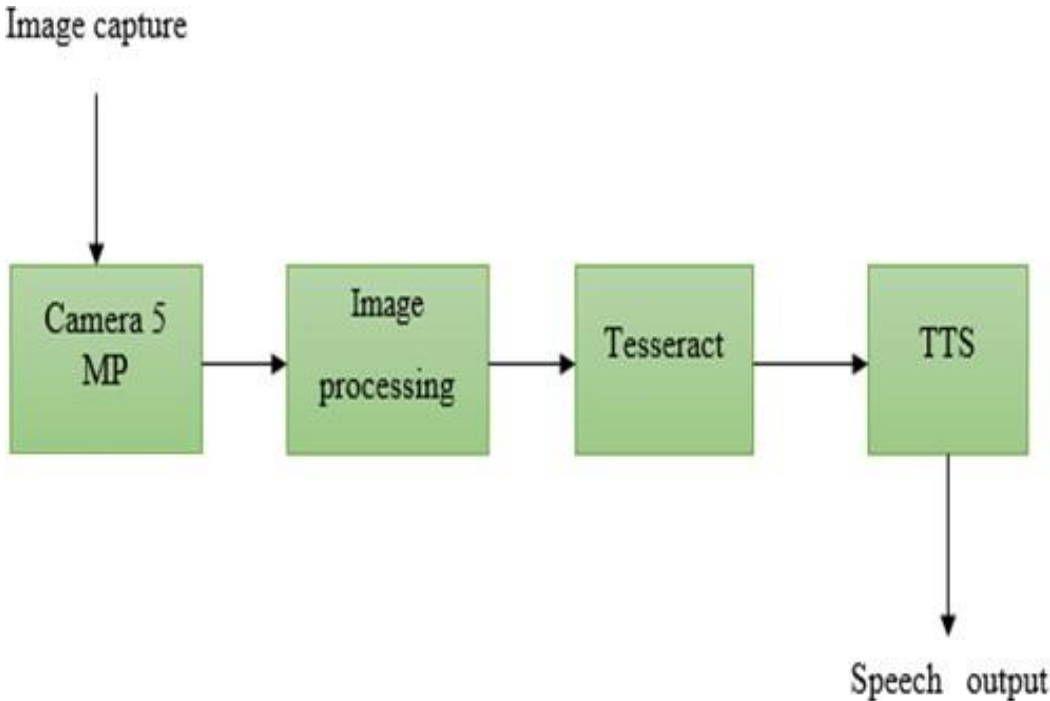 Image capture
Camera 5
MP
Image
processing
Tesseract
TTS
Speech output